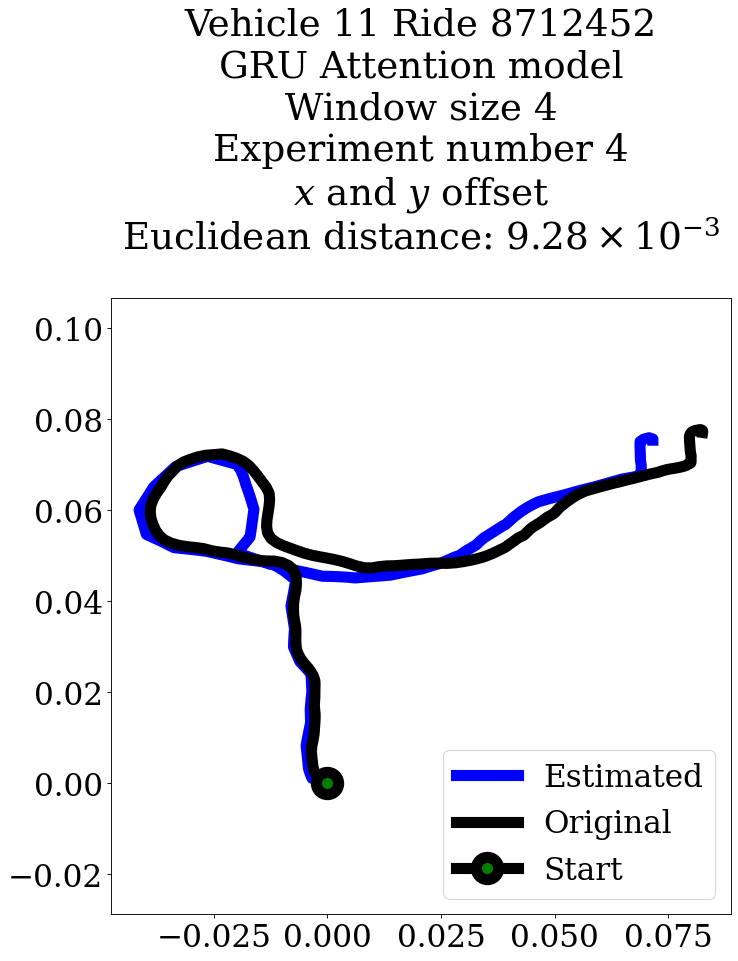 Vehicle 11 Ride 8712452
GRU Attention model
Window size 4
Experiment number 4
x and y offset
Euclidean distance: 9.28 × 10⁻³
0.10
0.08
0.06
0.04
0.02
0.00
−0.02
Estimated
Original
Start
−0.025 0.000 0.025 0.050 0.075